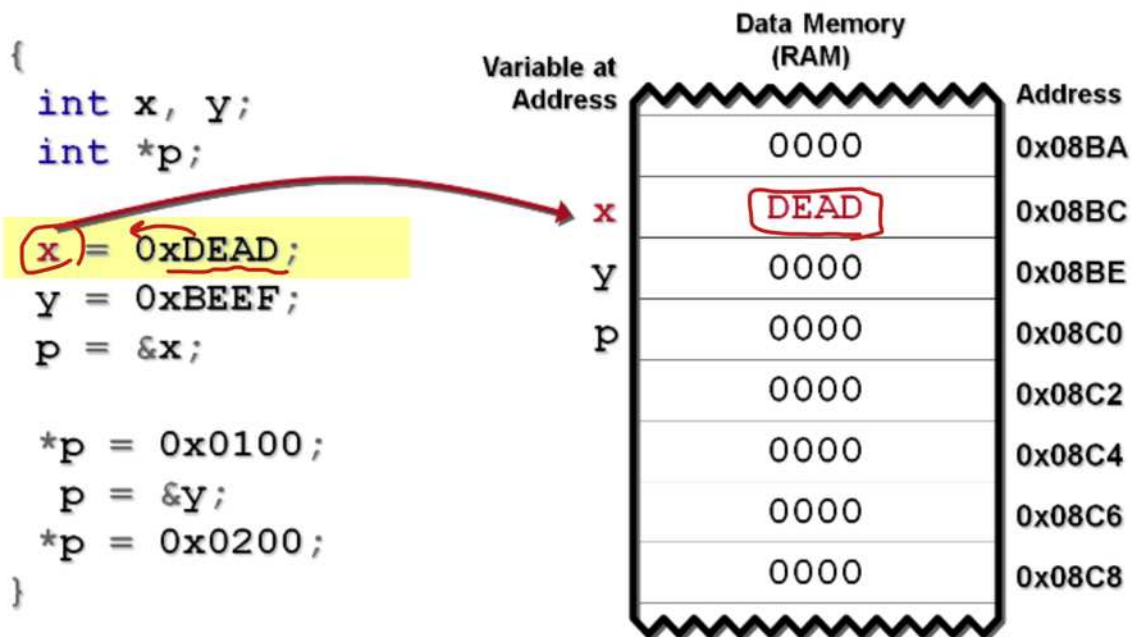 {
int x, y;
int *p;
x = 0xDEAD;
y = 0xBEEF;
p = &x;
*p = 0x0100;
p = &y;
*p = 0x0200;
}
Data Memory
(RAM)
Variable at
Address
Address
0000 0x08BA
x DEAD 0x08BC
y 0000 0x08BE
p 0000 0x08C0
0000 0x08C2
0000 0x08C4
0000 0x08C6
0000 0x08C8